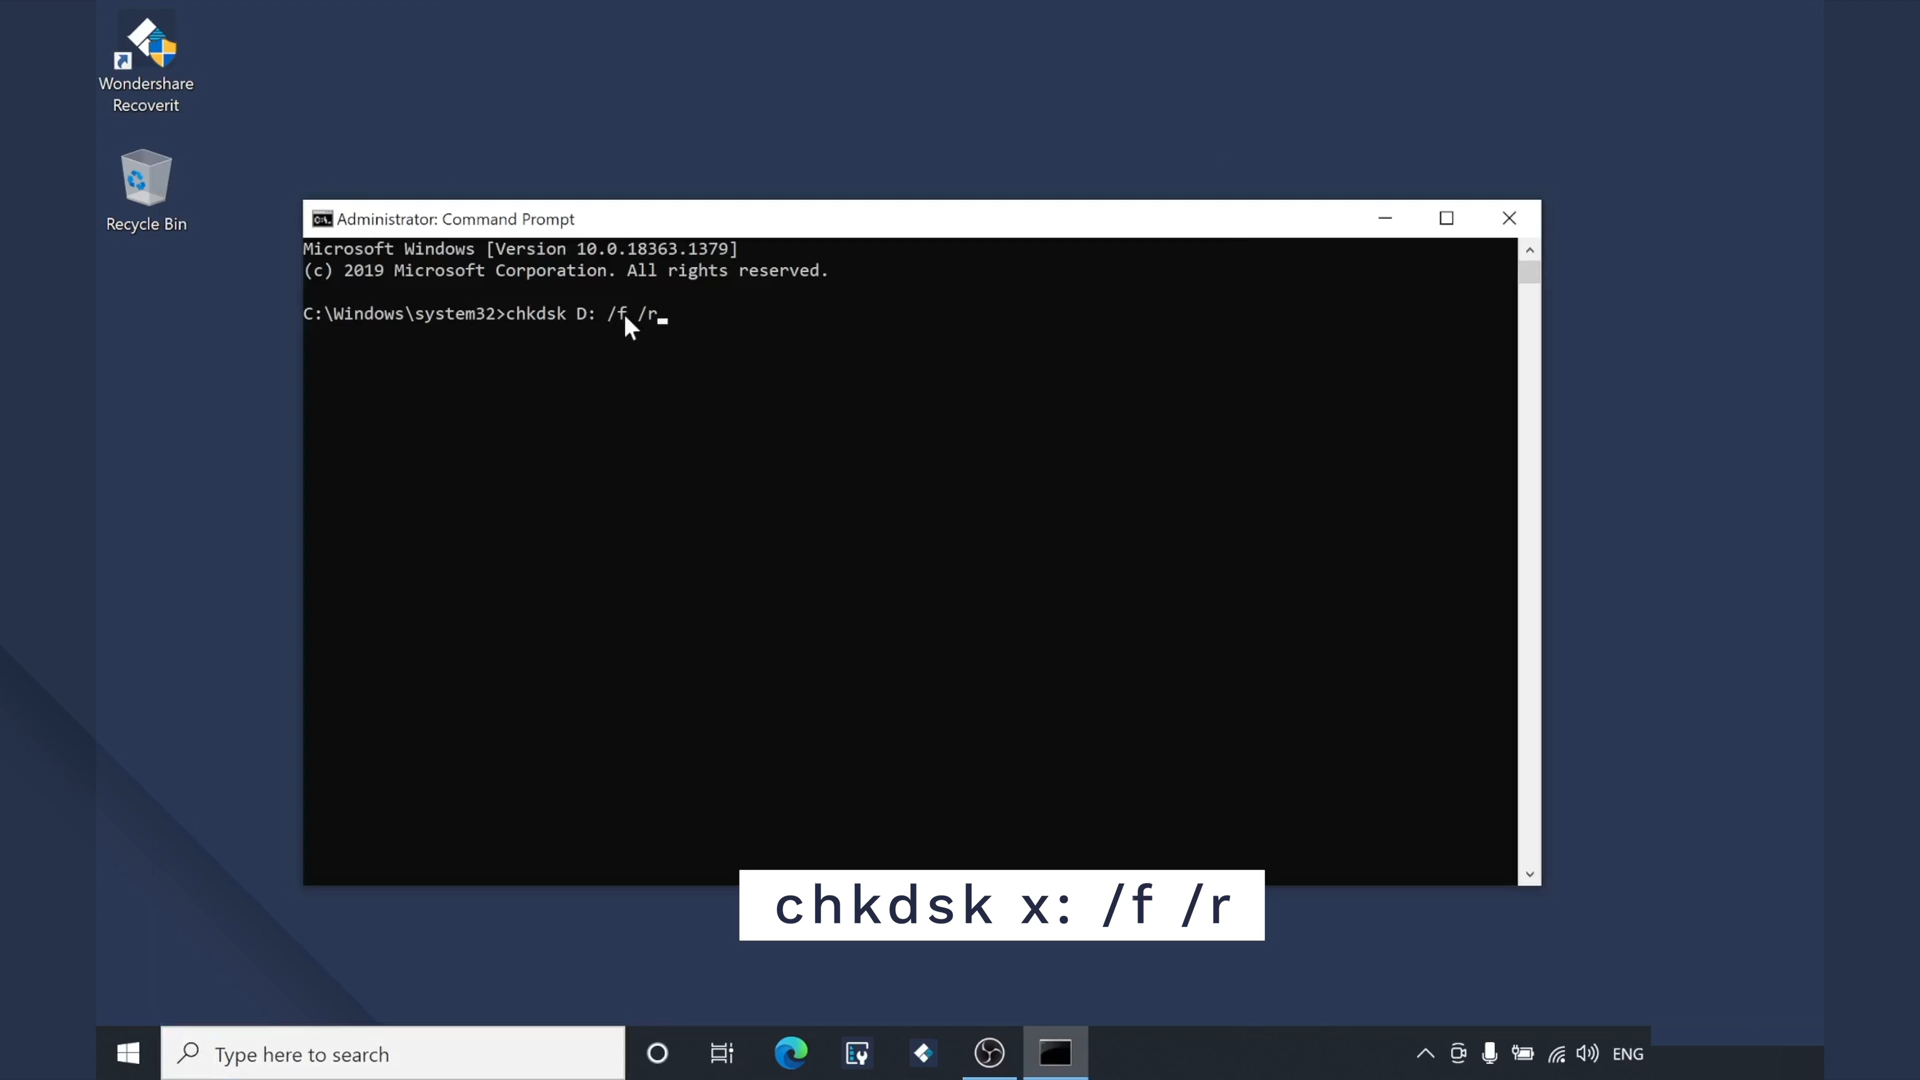 Wondershare
Recoverit
Recycle Bin
Administrator: Command Prompt
Microsoft Windows [Version 10.0.18363.1379]
(c) 2019 Microsoft Corporation. All rights reserved.
C:\Windows\system32>chkdsk D: /f /r
chkdsk x: /f /r
Type here to search
ENG